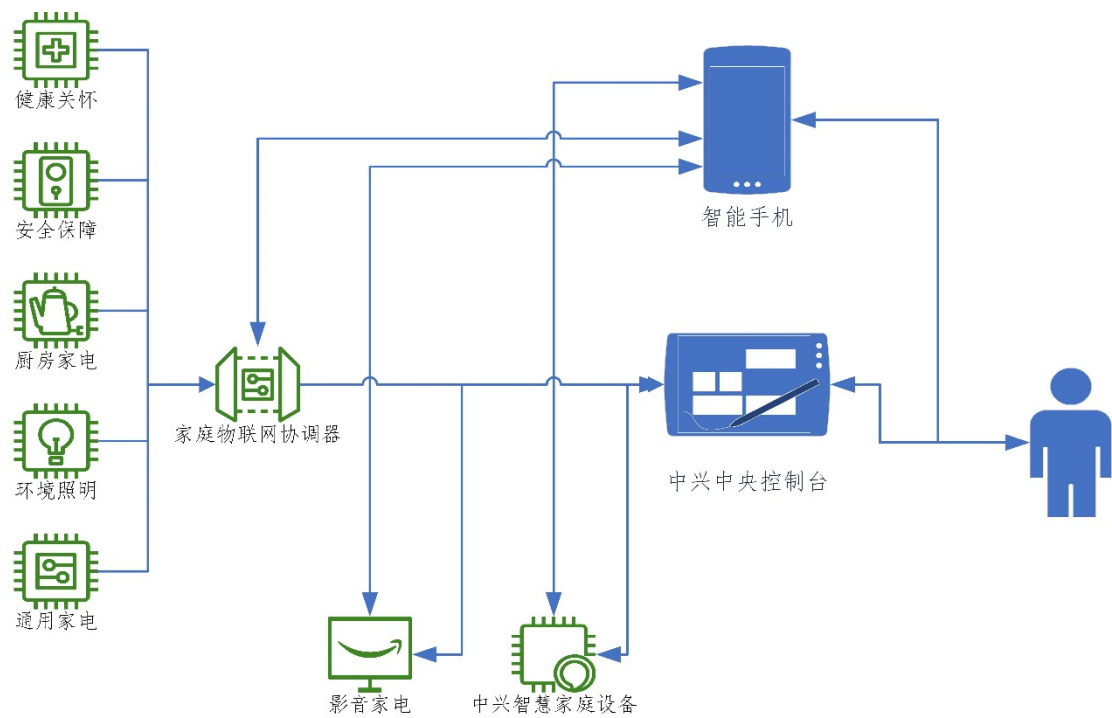 健康关怀
安全保障
厨房家电
环境照明
通用家电
家庭物联网协调器
智能手机
中兴中央控制台
影音家电
中兴智慧家庭设备